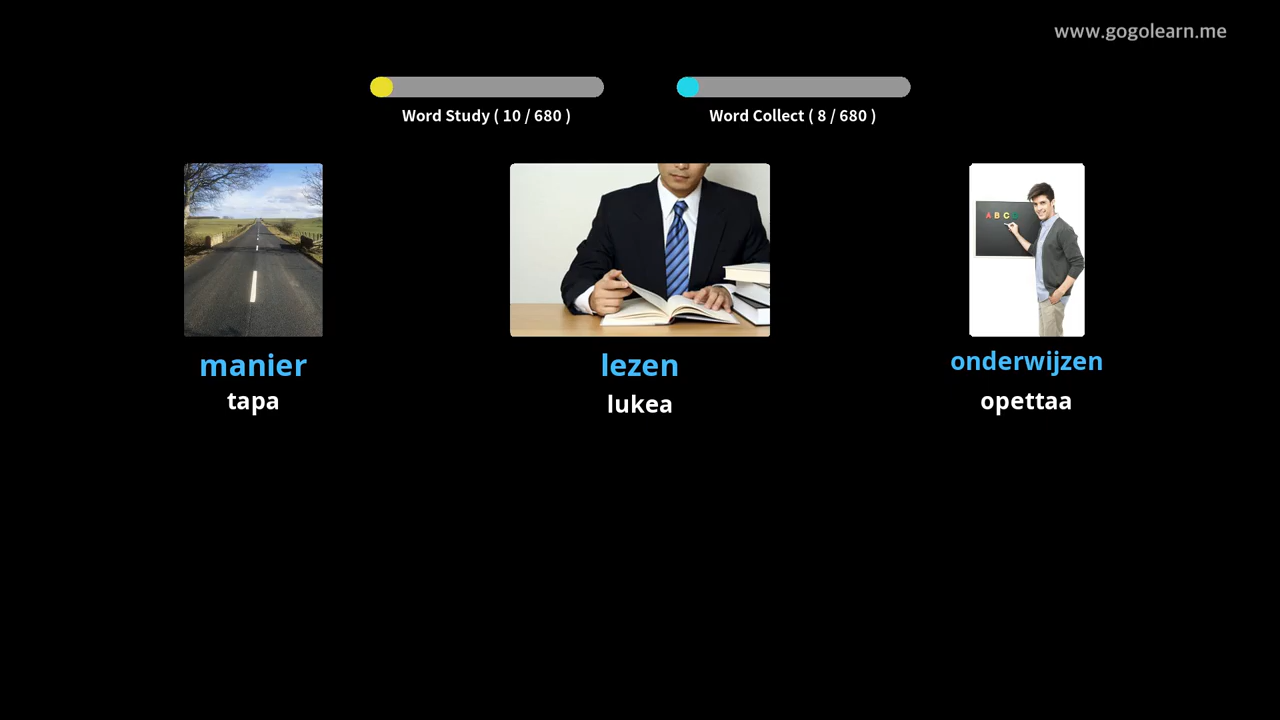 www.gogolearn.me
Word Study ( 10 / 680 )
Word Collect ( 8 / 680 )
A B C
manier
tapa
lezen
lukea
onderwijzen
opettaa